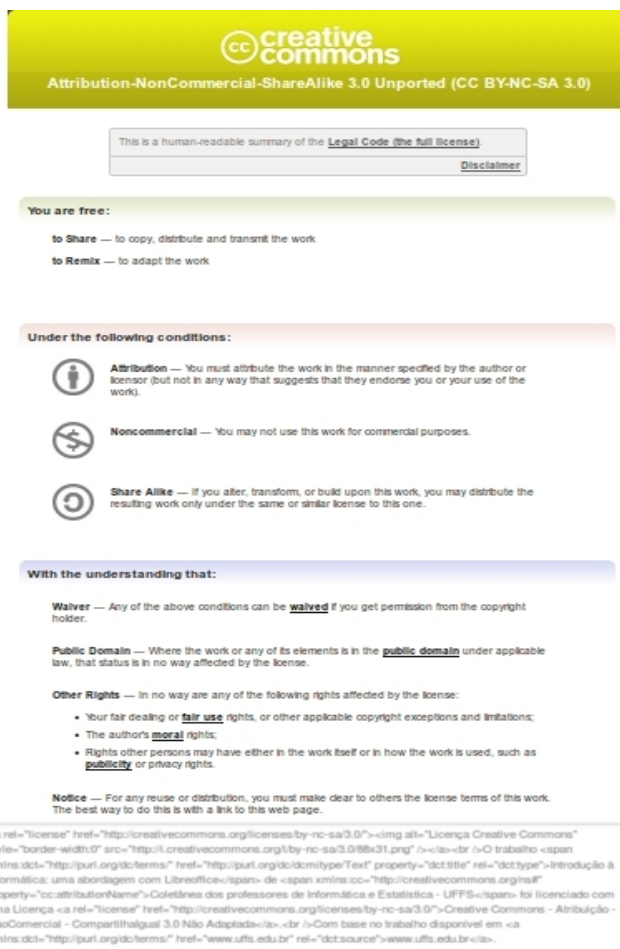 cc creative
commons
Attribution-NonCommercial-ShareAlike 3.0 Unported (CC BY-NC-SA 3.0)
This is a human-readable summary of the Legal Code (the full license).
Disclaimer
You are free:
to Share — to copy, distribute and transmit the work
to Remix — to adapt the work
Under the following conditions:
Attribution — You must attribute the work in the manner specified by the author or
licensor (but not in any way that suggests that they endorse you or your use of the
work).
Noncommercial — You may not use this work for commercial purposes.
Share Alike — If you alter, transform, or build upon this work, you may distribute the
resulting work only under the same or similar license to this one.
With the understanding that:
Waiver — Any of the above conditions can be waived if you get permission from the copyright
holder.
Public Domain — Where the work or any of its elements is in the public domain under applicable
law, that status is in no way affected by the license.
Other Rights — In no way are any of the following rights affected by the license:
• Your fair dealing or fair use rights, or other applicable copyright exceptions and limitations;
• The author's moral rights;
• Rights other persons may have either in the work itself or in how the work is used, such as
publicity or privacy rights.
Notice — For any reuse or distribution, you must make clear to others the license terms of this work.
The best way to do this is with a link to this web page.
rel="license" href="http://creativecommons.org/licenses/by-nc-sa/3.0/"><img alt="Licença Creative Commons"
le="border-width:0" src="http://i.creativecommons.org/l/by-nc-sa/3.0/88x31.png" /></a><br />O trabalho <span
lns:dct="http://purl.org/dc/terms/" href="http://purl.org/dc/dcmitype/Text" property="dct:title" rel="dct:type">Introdução à
ormática: uma abordagem com Libreoffice</span> de <span xmlns:cc="http://creativecommons.org/ns#"
perty="cc:attributionName">Coletânea dos professores de Informática e Estatística - UFFS</span> foi licenciado com
na Licença <a rel="license" href="http://creativecommons.org/licenses/by-nc-sa/3.0/">Creative Commons - Atribuição -
oComercial - CompartilhaIgual 3.0 Não Adaptada</a>.<br />Com base no trabalho disponível em <a
lns:dct="http://purl.org/dc/terms/" href="www.uffs.edu.br" rel="dct:source">www.uffs.edu.br</a>.